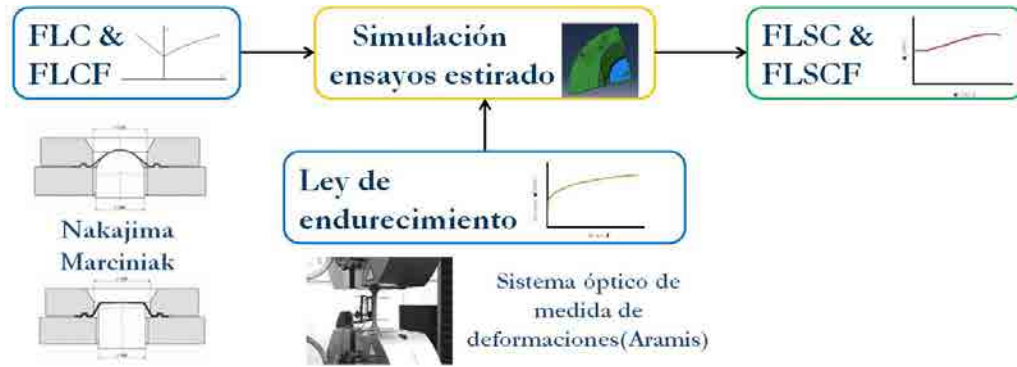 FLC &
FLCF
Simulación
ensayos estirado
FLSC &
FLSCF
Ley de
endurecimiento
Nakajima
Marciniak
Sistema óptico de
medida de
deformaciones(Aramis)